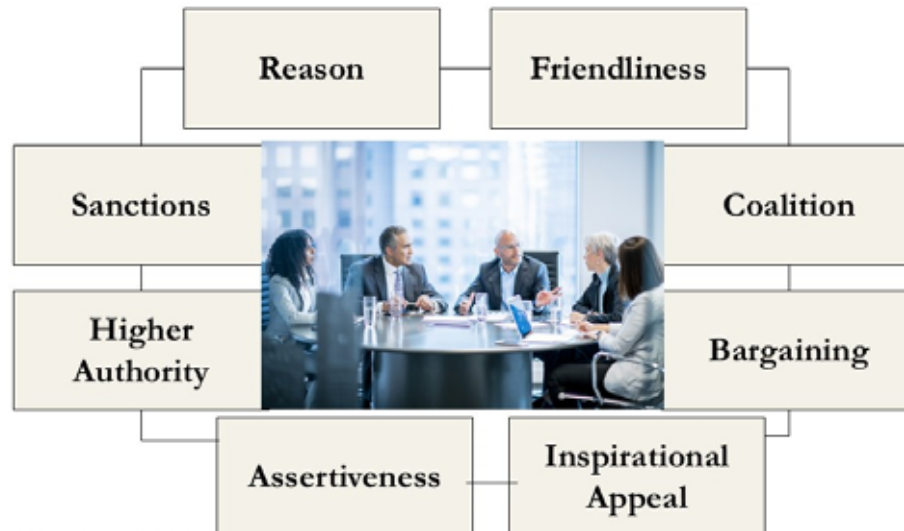 Reason
Friendliness
Sanctions
Coalition
Higher
Authority
Bargaining
Assertiveness
Inspirational
Appeal